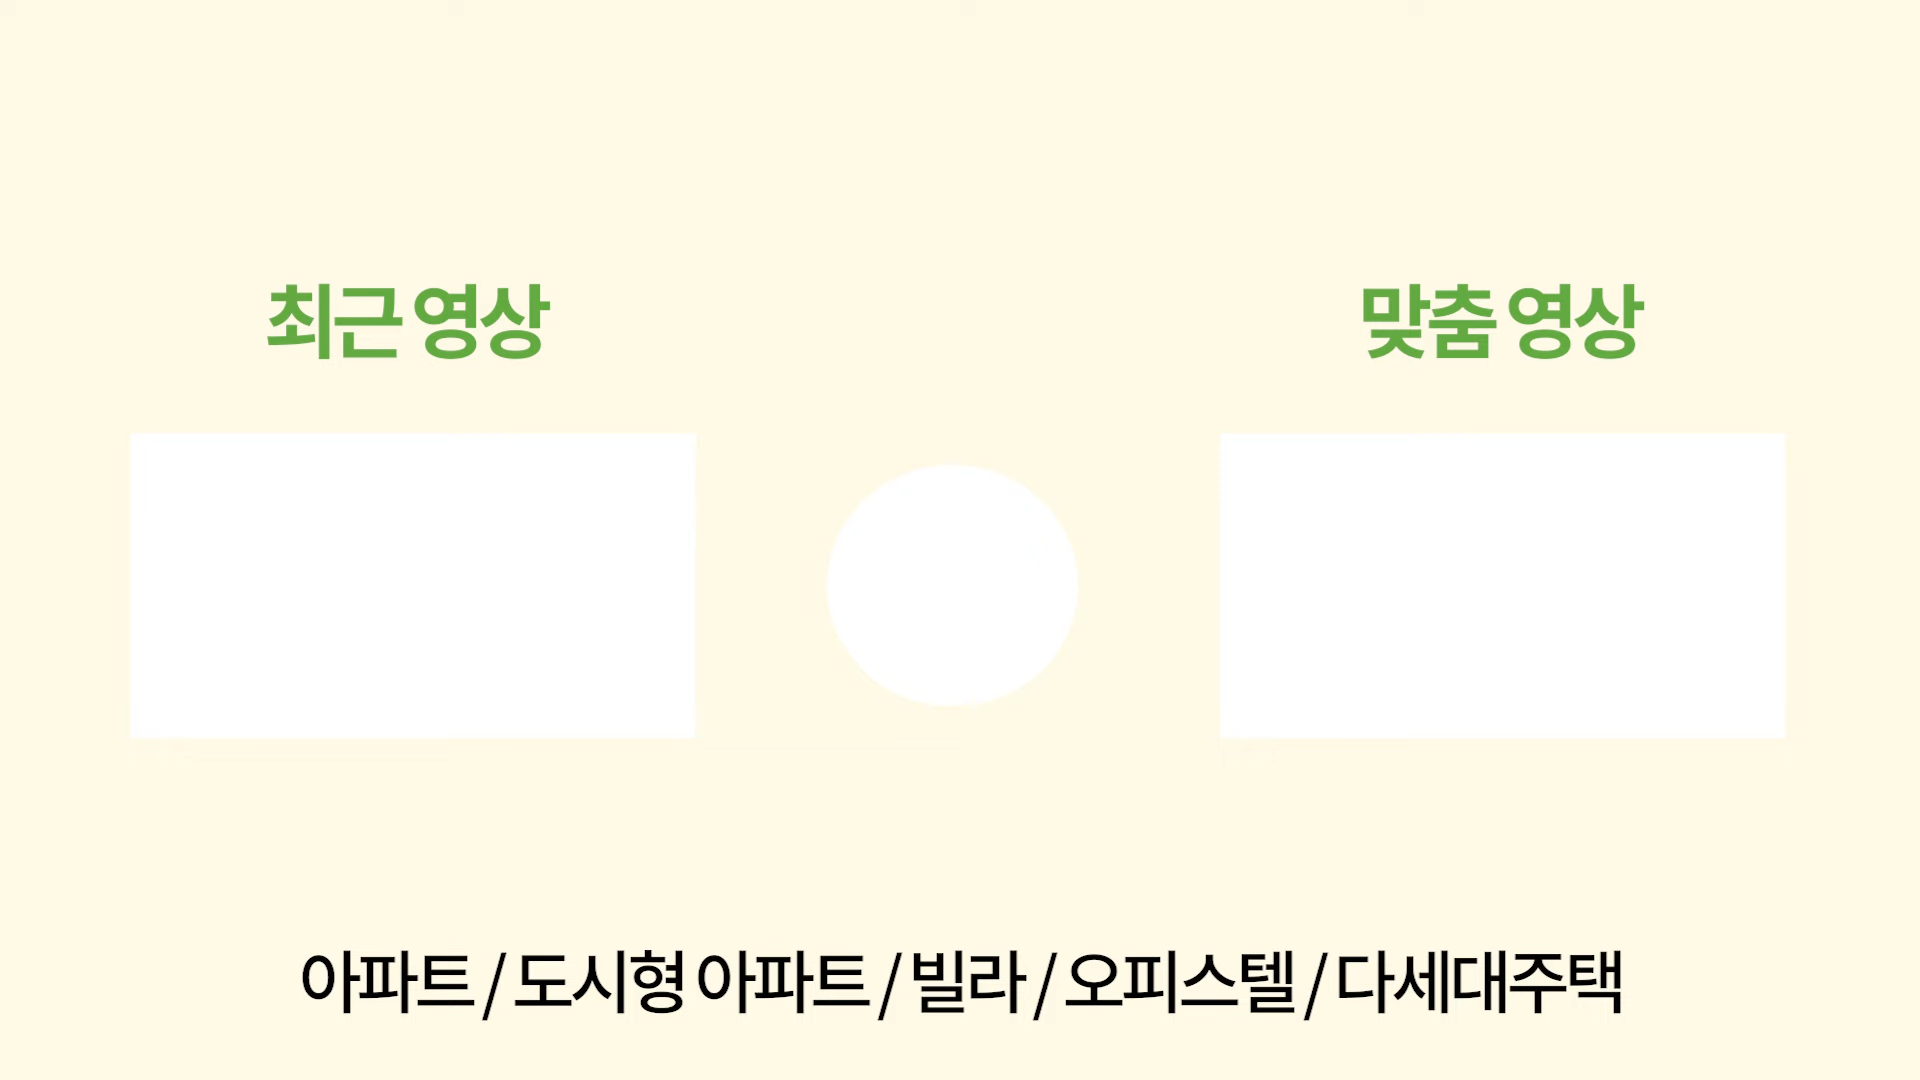 최근 영상
맞춤 영상
아파트 / 도시형 아파트 / 빌라 / 오피스텔 / 다세대주택